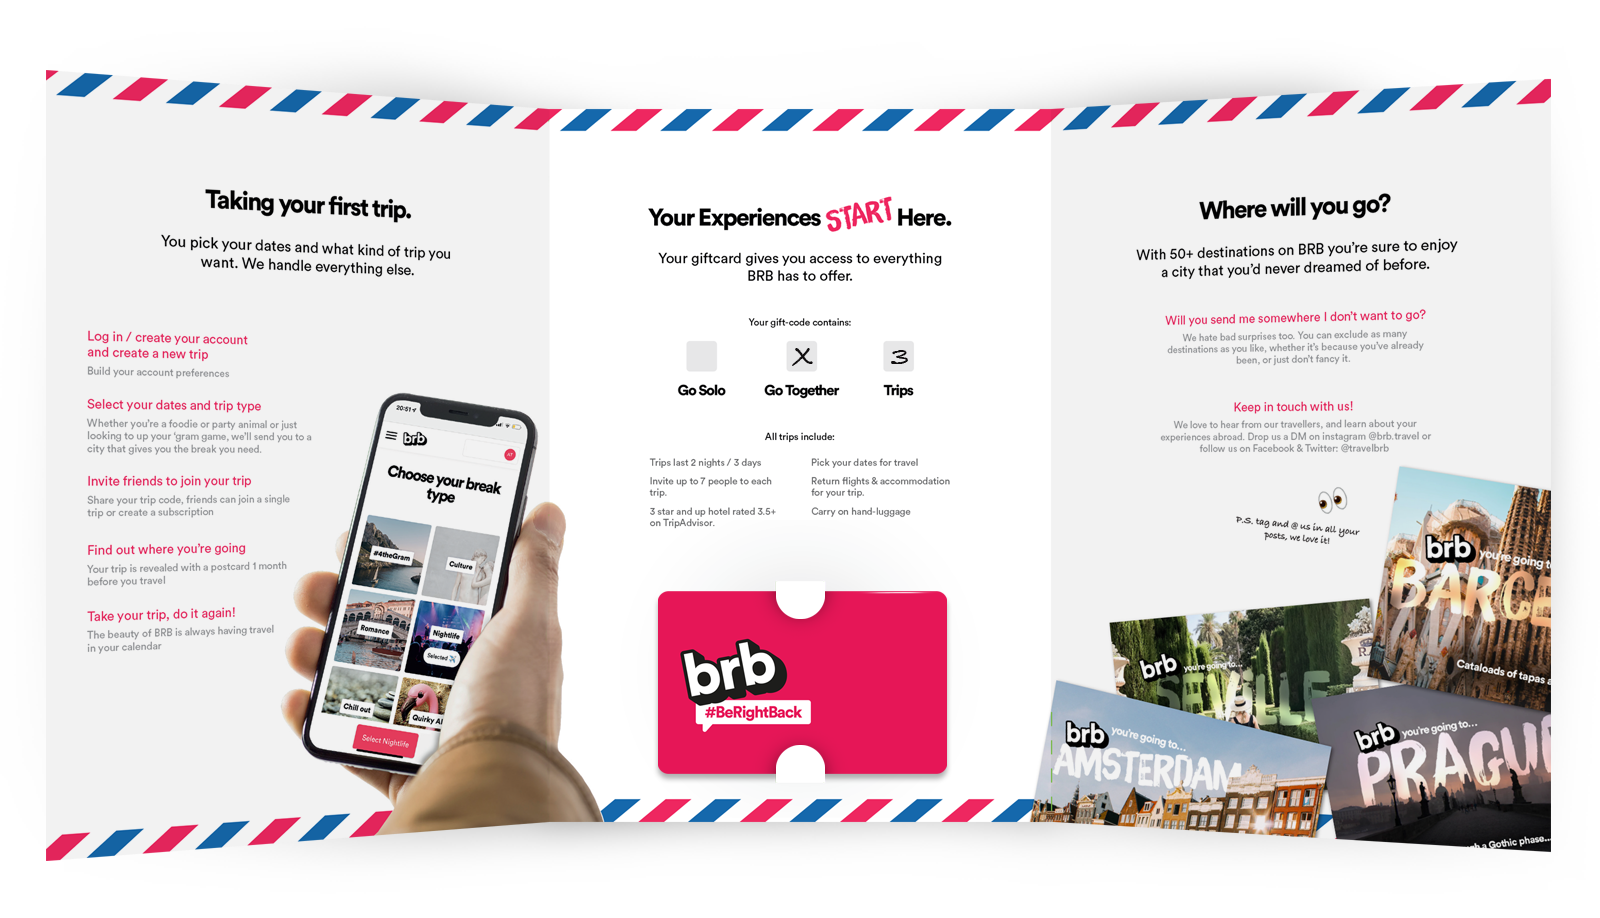 Taking your first trip.
You pick your dates and what kind of trip you
want. We handle everything else.
Log in / create your account
and create a new trip
Build your account preferences
Select your dates and trip type
Whether you're a foodie or party animal or just
looking to up your 'gram game, we'll send you to a
city that gives you the break you need.
Invite friends to join your trip
Share your trip code, friends can join a single
trip or create a subscription
Find out where you're going
Your trip is revealed with a postcard 1 month
before you travel
Take your trip, do it again!
The beauty of BRB is always having travel
in your calendar
20:51
brb
Choose your break
type
#4theGram
Culture
Romance
Nightlife
Selected
Chill out
Quirky Al
Select Nightlife
Your Experiences START Here.
Your giftcard gives you access to everything
BRB has to offer.
Your gift-code contains:
X
3
Go Solo
Go Together
Trips
All trips include:
Trips last 2 nights / 3 days
Invite up to 7 people to each
trip.
3 star and up hotel rated 3.5+
on TripAdvisor.
Pick your dates for travel
Return flights & accommodation
for your trip.
Carry on hand-luggage
brb
#BeRightBack
Where will you go?
With 50+ destinations on BRB you're sure to enjoy
a city that you'd never dreamed of before.
Will you send me somewhere I don't want to go?
We hate bad surprises too. You can exclude as many
destinations as you like, whether it's because you've already
been, or just don't fancy it.
Keep in touch with us!
We love to hear from our travellers, and learn about your
experiences abroad. Drop us a DM on instagram @brb.travel or
follow us on Facebook & Twitter: @travelbrb
P.S. tag and @ us in all your
posts, we love it!
brb you're going to
BARCE
Cataloads of tapas a
brb you're going to...
SEVILLE
brb you're going to...
AMSTERDAM
brb you're going to...
PRAGU
a Gothic phase...